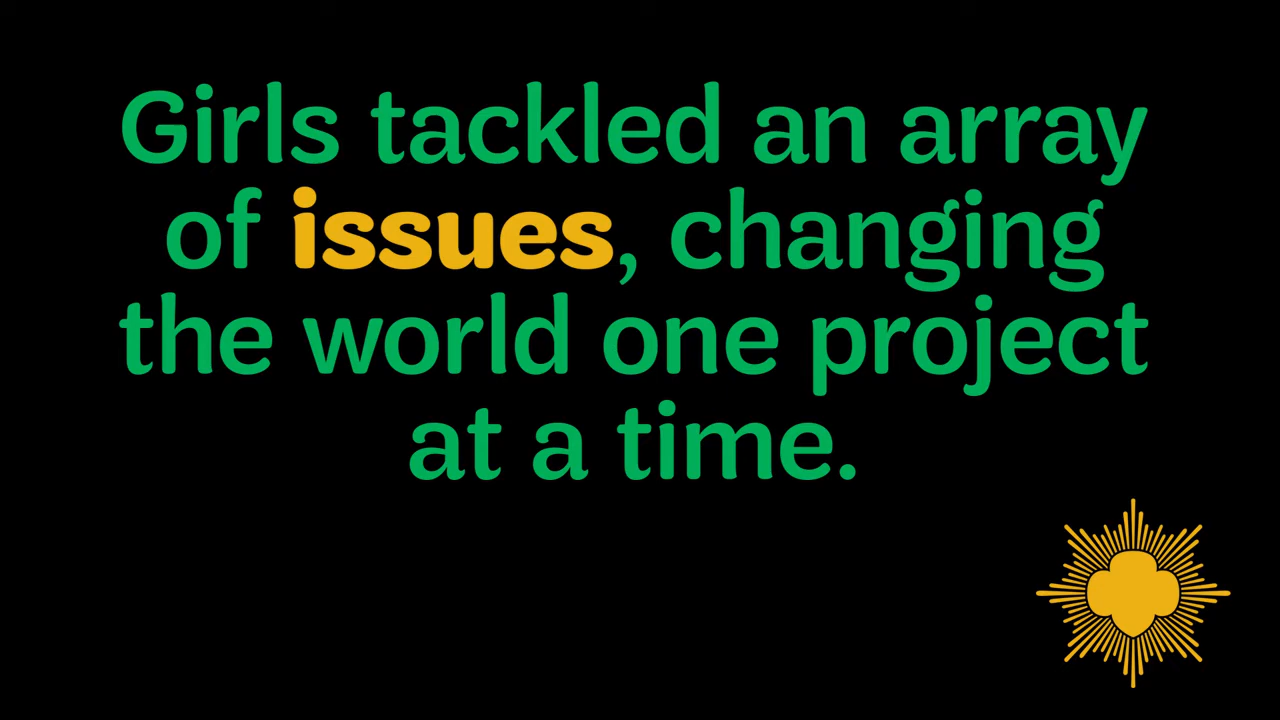 Girls tackled an array
of issues, changing
the world one project
at a time.